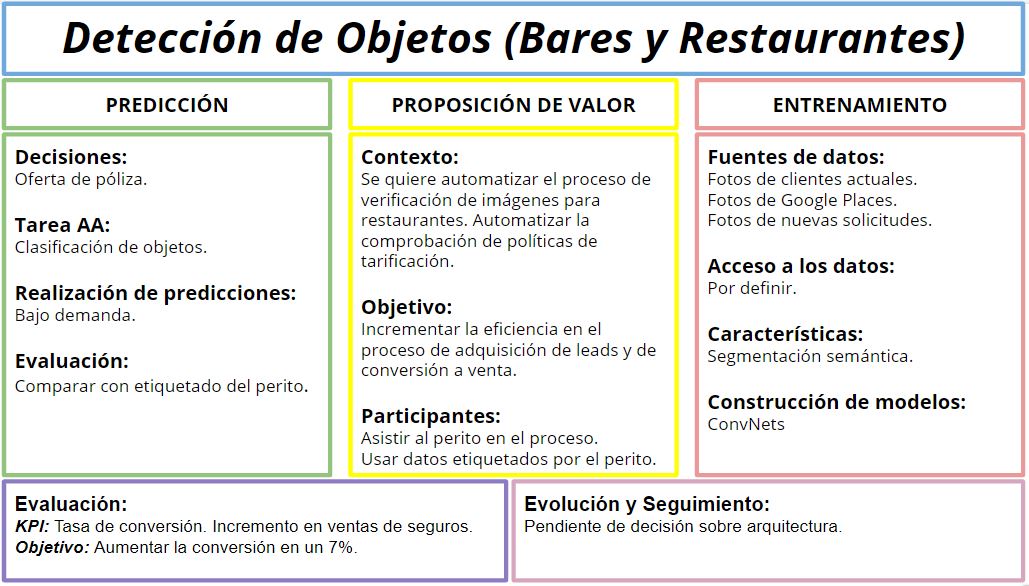 Detección de Objetos (Bares y Restaurantes)
PREDICCIÓN
Decisiones:
Oferta de póliza.
Tarea AA:
Clasificación de objetos.
Realización de predicciones:
Bajo demanda.
Evaluación:
Comparar con etiquetado del perito.
PROPOSICIÓN DE VALOR
Contexto:
Se quiere automatizar el proceso de
verificación de imágenes para
restaurantes. Automatizar la
comprobación de políticas de
tarificación.
Objetivo:
Incrementar la eficiencia en el
proceso de adquisición de leads y de
conversión a venta.
Participantes:
Asistir al perito en el proceso.
Usar datos etiquetados por el perito.
ENTRENAMIENTO
Fuentes de datos:
Fotos de clientes actuales.
Fotos de Google Places.
Fotos de nuevas solicitudes.
Acceso a los datos:
Por definir.
Características:
Segmentación semántica.
Construcción de modelos:
ConvNets
Evaluación:
KPI: Tasa de conversión. Incremento en ventas de seguros.
Objetivo: Aumentar la conversión en un 7%.
Evolución y Seguimiento:
Pendiente de decisión sobre arquitectura.